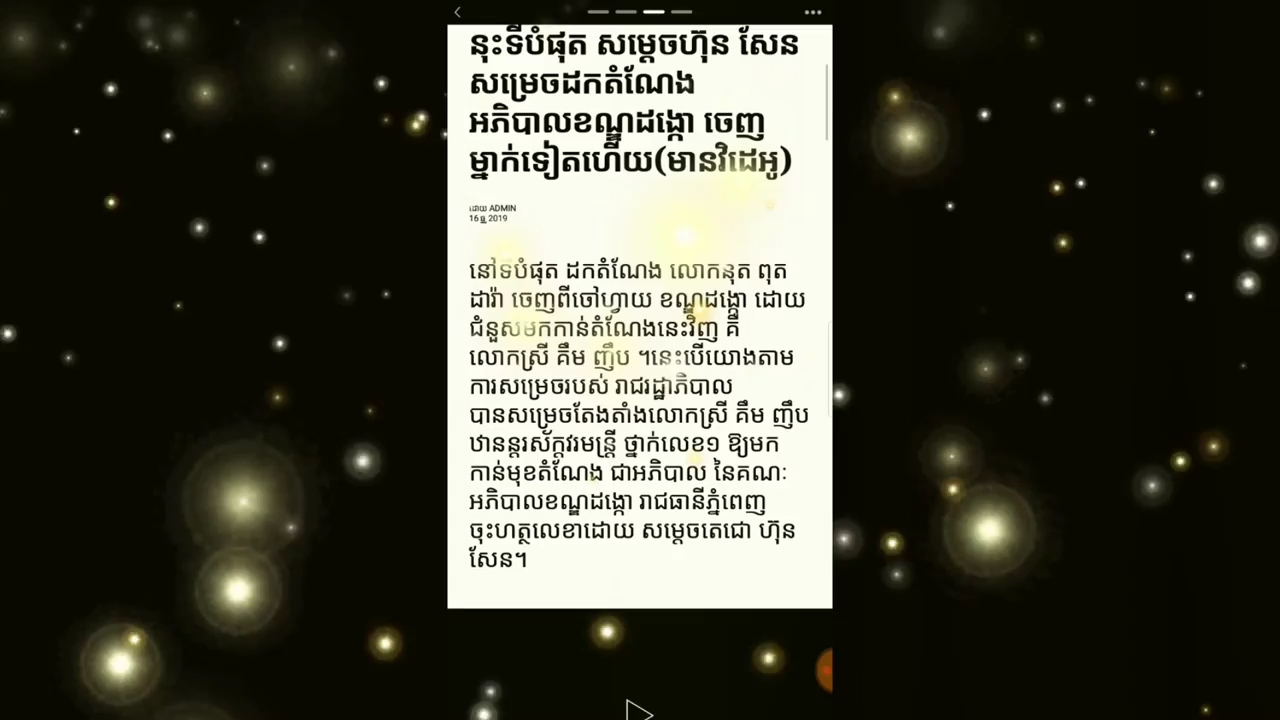 នុះទីបំផុត សម្តេចហ៊ុន សែន
សម្រេចដកតំណែង
អភិបាលខណ្ឌដង្កោ ចេញ
ម្នាក់ទៀតហើយ(មានវិដេអូ)
ដោយ ADMIN
16 ធ្នូ 2019
នៅទីបំផុត ដកតំណែង លោកនុត ពុត
ដារ៉ា ចេញពីចៅហ្វាយ ខណ្ឌដង្កោ ដោយ
ជំនួសមកកាន់តំណែងនេះវិញ គឺ
លោកស្រី គឹម ញឹប ។នេះបើយោងតាម
ការសម្រេចរបស់ រាជរដ្ឋាភិបាល
បានសម្រេចតែងតាំងលោកស្រី គឹម ញឹប
ឋានន្តរស័ក្តវរមន្ត្រី ថ្នាក់លេខ១ ឱ្យមក
កាន់មុខតំណែង ជាអភិបាល នៃគណៈ
អភិបាលខណ្ឌដង្កោ រាជធានីភ្នំពេញ
ចុះហត្ថលេខាដោយ សម្តេចតេជោ ហ៊ុន
សែន។